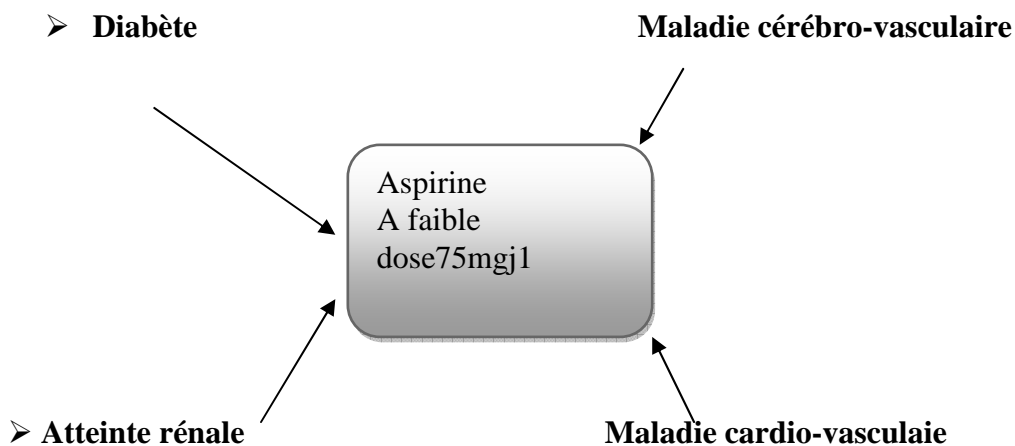 ➢ Diabète
Maladie cérébro-vasculaire
Aspirine
A faible
dose75mgj1
➢ Atteinte rénale
Maladie cardio-vasculaie